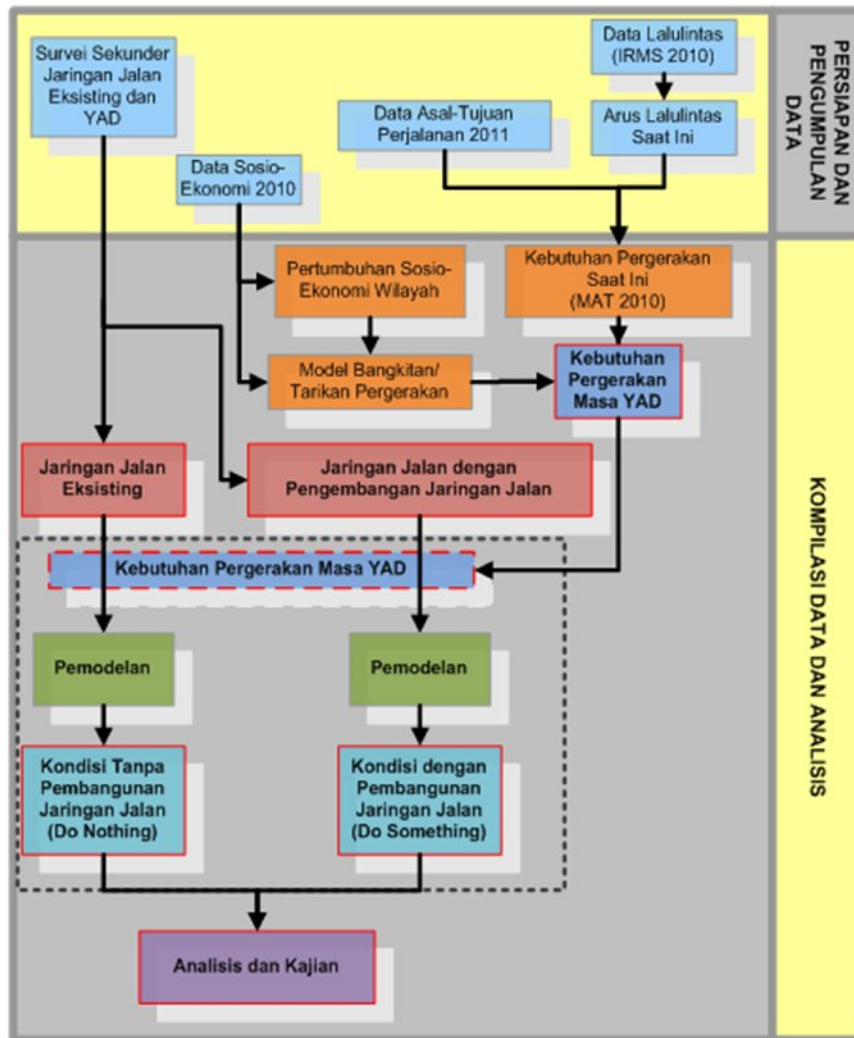 Survei Sekunder
Jaringan Jalan
Eksisting dan
YAD
Data Lalulintas
(IRMS 2010)
Data Asal-Tujuan
Perjalanan 2011
Arus Lalulintas
Saat Ini
Data Sosio-
Ekonomi 2010
PERSIAPAN DAN
PENGUMPULAN
DATA
Pertumbuhan Sosio-
Ekonomi Wilayah
Kebutuhan Pergerakan
Saat Ini
(MAT 2010)
Model Bangkitan/
Tarikan Pergerakan
Kebutuhan
Pergerakan
Masa YAD
Jaringan Jalan
Eksisting
Jaringan Jalan dengan
Pengembangan Jaringan Jalan
Kebutuhan Pergerakan Masa YAD
Pemodelan
Pemodelan
Kondisi Tanpa
Pembangunan
Jaringan Jalan
(Do Nothing)
Kondisi dengan
Pembangunan
Jaringan Jalan
(Do Something)
Analisis dan Kajian
KOMPILASI DATA DAN ANALISIS